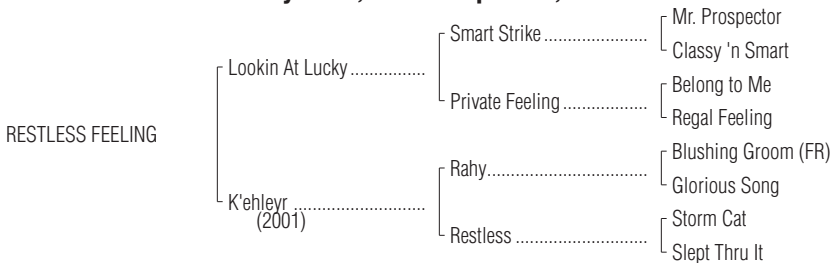 Mr. Prospector
Smart Strike
Classy 'n Smart
Lookin At Lucky
Belong to Me
Private Feeling
Regal Feeling
RESTLESS FEELING
Blushing Groom (FR)
Rahy
Glorious Song
K'ehleyr
(2001)
Storm Cat
Restless
Slept Thru It